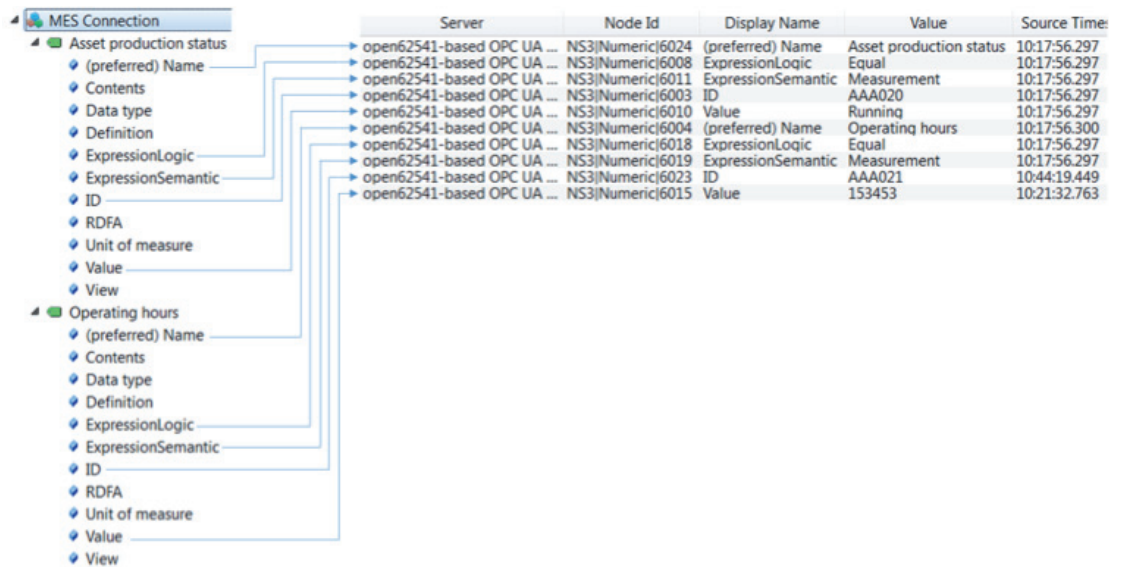 MES Connection
Asset production status
(preferred) Name
Contents
Data type
Definition
ExpressionLogic
ExpressionSemantic
ID
RDFA
Unit of measure
Value
View
Operating hours
(preferred) Name
Contents
Data type
Definition
ExpressionLogic
ExpressionSemantic
ID
RDFA
Unit of measure
Value
View
Server Node Id Display Name Value Source Time
open62541-based OPC UA ... NS3|Numeric|6024 (preferred) Name Asset production status 10:17:56.297
open62541-based OPC UA ... NS3|Numeric|6008 ExpressionLogic Equal 10:17:56.297
open62541-based OPC UA ... NS3|Numeric|6011 ExpressionSemantic Measurement 10:17:56.297
open62541-based OPC UA ... NS3|Numeric|6003 ID AAA020 10:17:56.297
open62541-based OPC UA ... NS3|Numeric|6010 Value Running 10:17:56.297
open62541-based OPC UA ... NS3|Numeric|6004 (preferred) Name Operating hours 10:17:56.300
open62541-based OPC UA ... NS3|Numeric|6018 ExpressionLogic Equal 10:17:56.297
open62541-based OPC UA ... NS3|Numeric|6019 ExpressionSemantic Measurement 10:17:56.297
open62541-based OPC UA ... NS3|Numeric|6023 ID AAA021 10:44:19.449
open62541-based OPC UA ... NS3|Numeric|6015 Value 153453 10:21:32.763